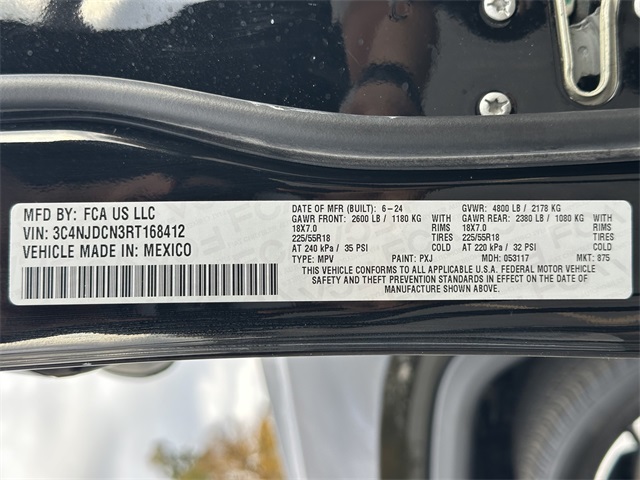 MFD BY: FCA US LLC
VIN: 3C4NJDCN3RT168412
VEHICLE MADE IN: MEXICO
DATE OF MFR (BUILT): 6-24 GVWR: 4800 LB / 2178 KG
GAWR FRONT: 2600 LB / 1180 KG GAWR REAR: 2380 LB / 1080 KG
18X7.0 RIMS 18X7.0 RIMS
225/55R18 TIRES 225/55R18 TIRES
AT 240 kPa / 35 PSI AT 220 kPa / 32 PSI
TYPE: MPV PAINT: PXJ MDH: 053117 MKT: 875
THIS VEHICLE CONFORMS TO ALL APPLICABLE U.S.A. FEDERAL MOTOR VEHICLE
SAFETY AND THEFT PREVENTION STANDARDS IN EFFECT ON THE DATE OF
MANUFACTURE SHOWN ABOVE.